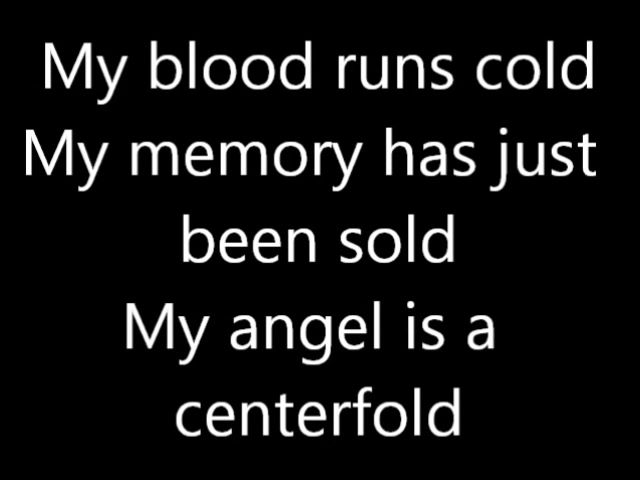 My blood runs cold
My memory has just
been sold
My angel is a
centerfold